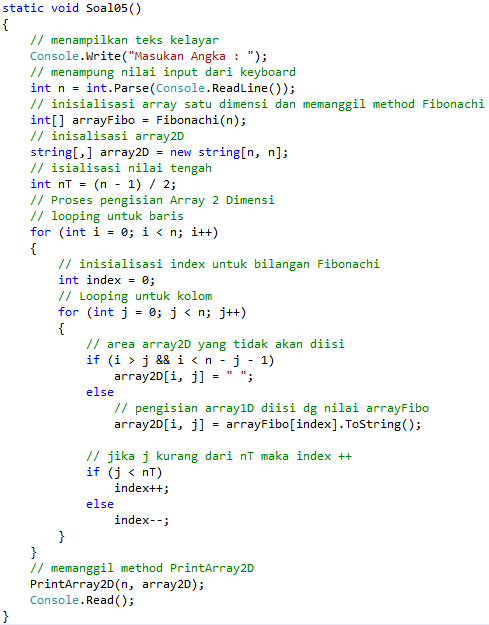 static void Soal05()
{
    // menampilkan teks kelayar
    Console.Write("Masukan Angka : ");
    // menampung nilai input dari keyboard
    int n = int.Parse(Console.ReadLine());
    // inisialisasi array satu dimensi dan memanggil method Fibonachi
    int[] arrayFibo = Fibonachi(n);
    // inisalisasi array2D
    string[,] array2D = new string[n, n];
    // isialisasi nilai tengah
    int nT = (n - 1) / 2;
    // Proses pengisian Array 2 Dimensi
    // looping untuk baris
    for (int i = 0; i < n; i++)
    {
        // inisialisasi index untuk bilangan Fibonachi
        int index = 0;
        // Looping untuk kolom
        for (int j = 0; j < n; j++)
        {
            // area array2D yang tidak akan diisi
            if (i > j && i < n - j - 1)
                array2D[i, j] = " ";
            else
                // pengisian array1D diisi dg nilai arrayFibo
                array2D[i, j] = arrayFibo[index].ToString();

            // jika j kurang dari nT maka index ++
            if (j < nT)
                index++;
            else
                index--;
        }
    }
    // memanggil method PrintArray2D
    PrintArray2D(n, array2D);
    Console.Read();
}